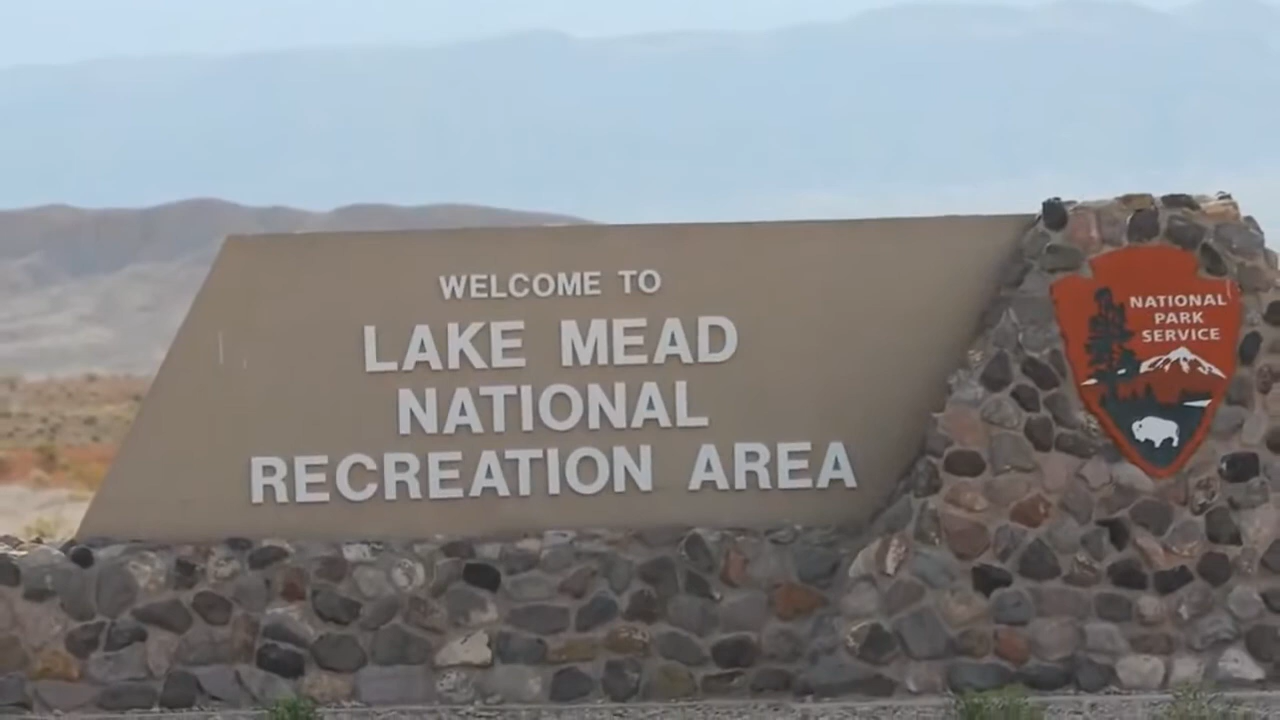 WELCOME TO
LAKE MEAD
NATIONAL
RECREATION AREA
NATIONAL
PARK
SERVICE